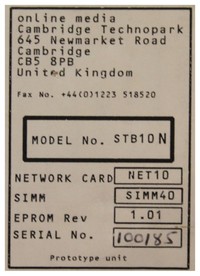 online media
Cambridge Technopark
645 Newmarket Road
Cambridge
CB5 8PB
United Kingdom
Fax No. +44(0)1223 518520
MODEL No. STB10N
NETWORK CARD NET10
SIMM SIMM40
EPROM Rev 1.01
SERIAL No. 100/85
Prototype unit